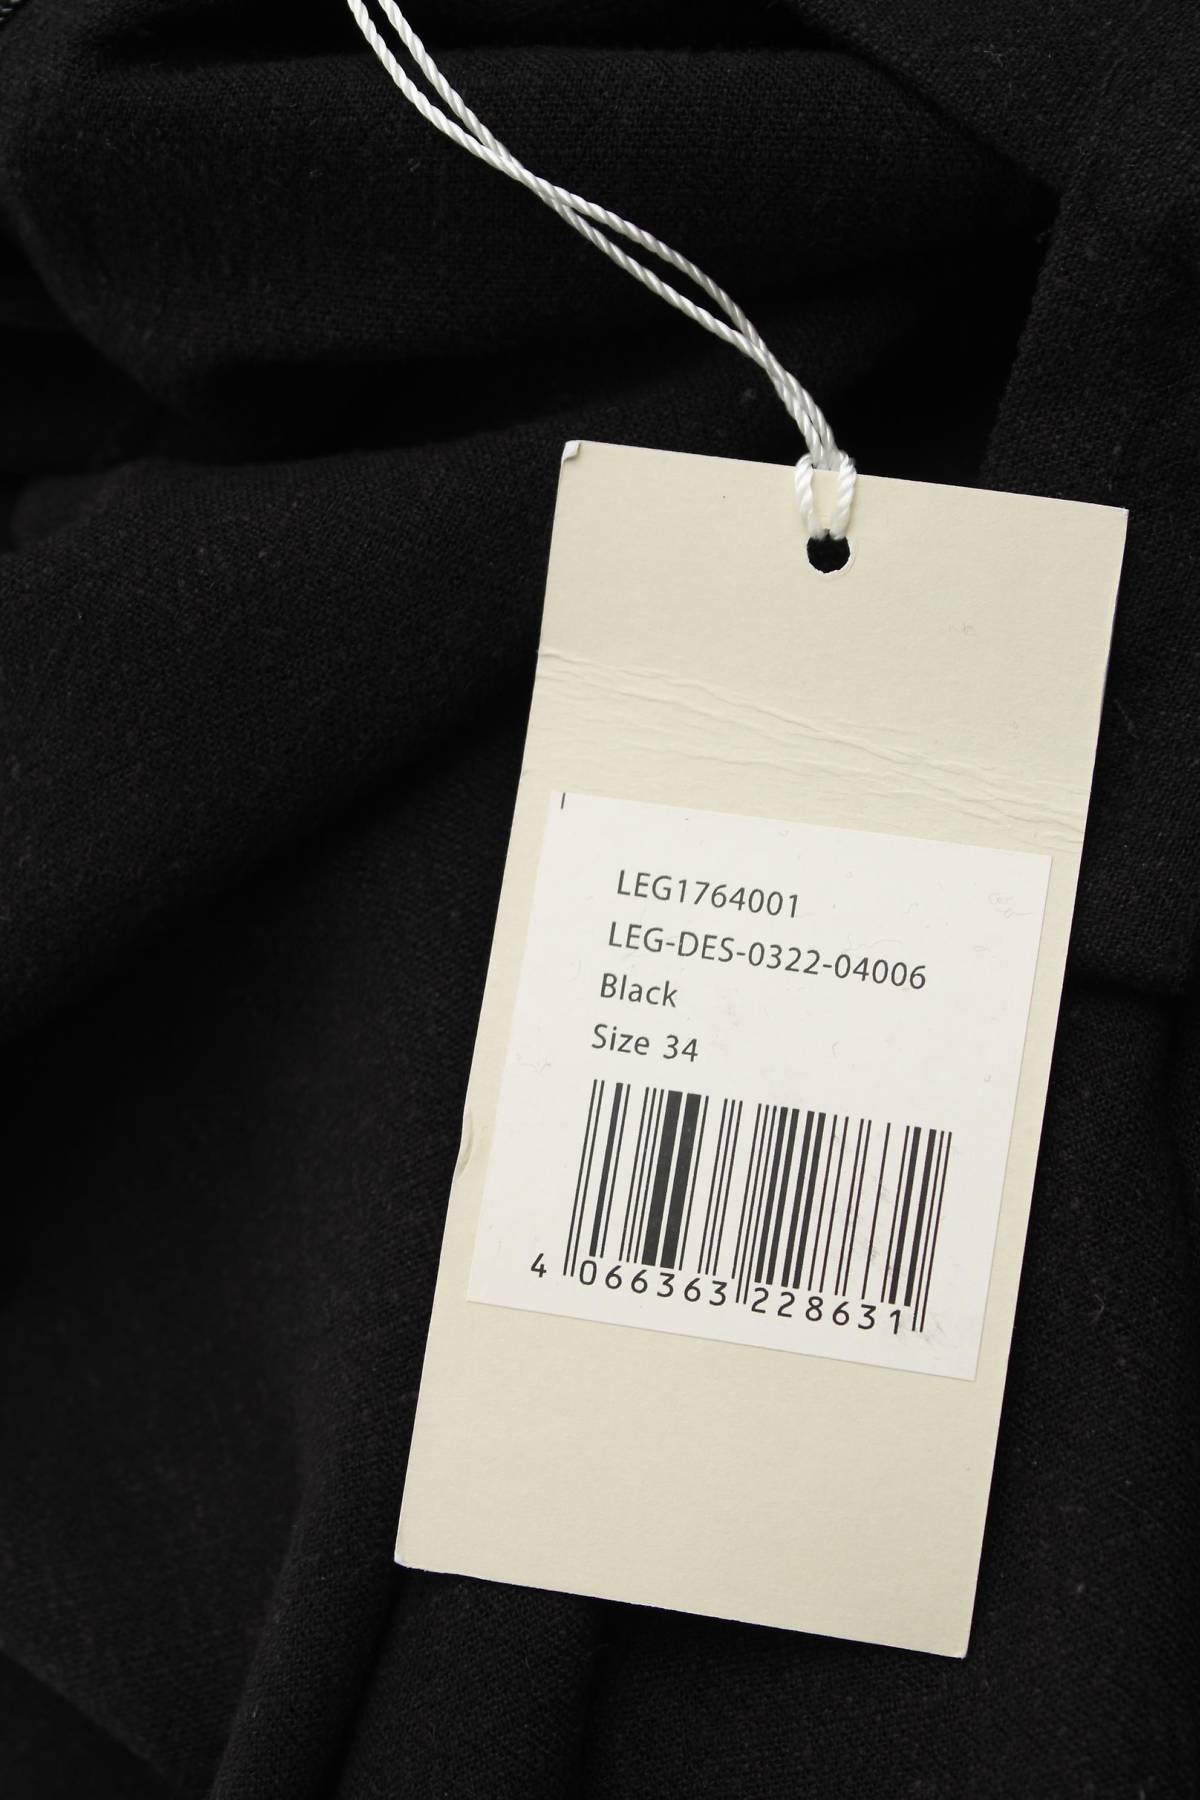 LEG1764001
LEG-DES-0322-04006
Black
Size 34
4 066363 228631